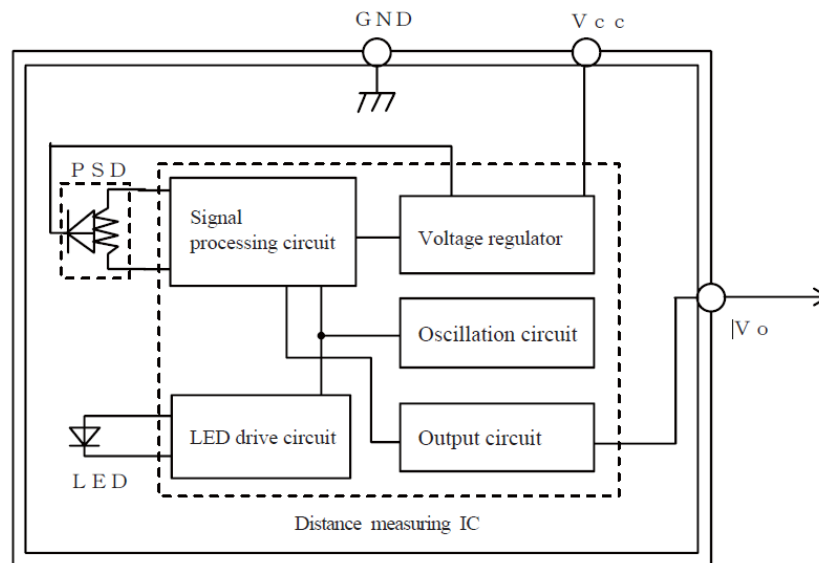 GND
Vcc
PSD
Signal
processing circuit
Voltage regulator
Oscillation circuit
Vo
LED drive circuit
Output circuit
LED
Distance measuring IC